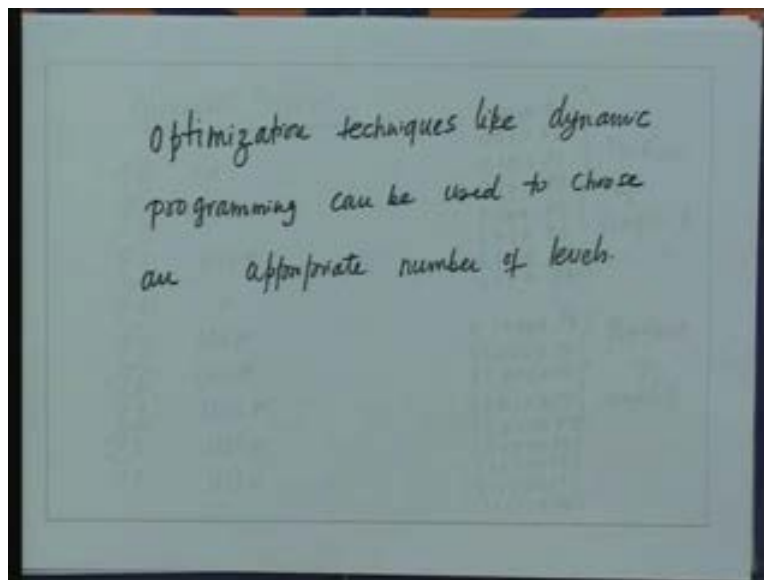 Optimization techniques like dynamic
programming can be used to choose
an appropriate number of levels.